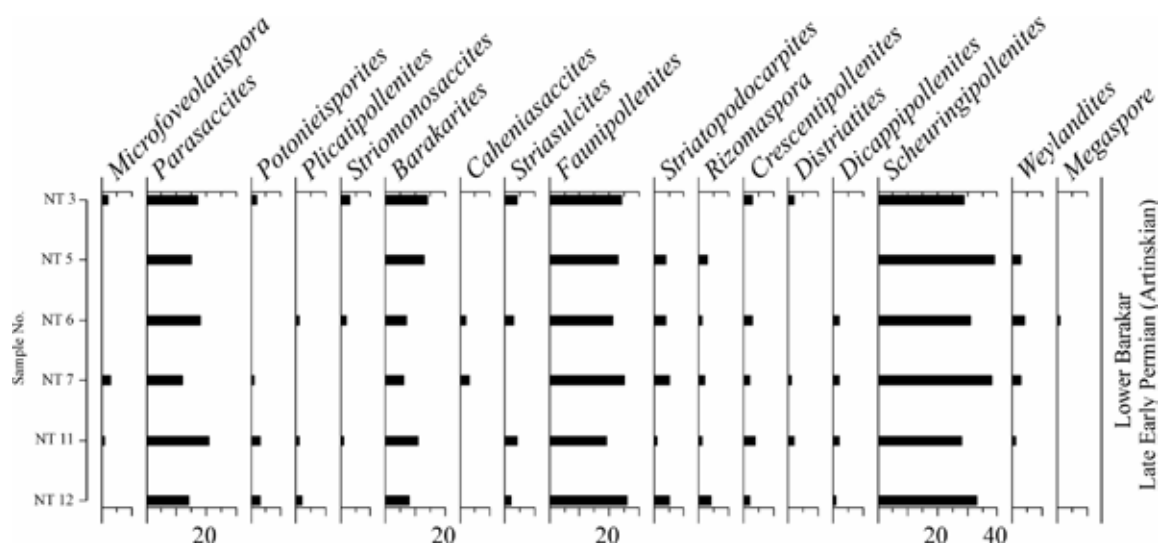 Microfoveolatispora
Parasaccites
Potonieisporites
Plicatipollenites
Striomonosaccites
Barakarites
Caheniasaccites
Striasulcites
Faunipollenites
Striatopodocarpites
Rizomaspora
Crescentipollenites
Distriatites
Dicappipollenites
Scheuringipollenites
Weylandites
Megaspore
Sample No.
NT 3
NT 5
NT 6
NT 7
NT 11
NT 12
20
20
20
20
40
Lower Barakar
Late Early Permian (Artinskian)